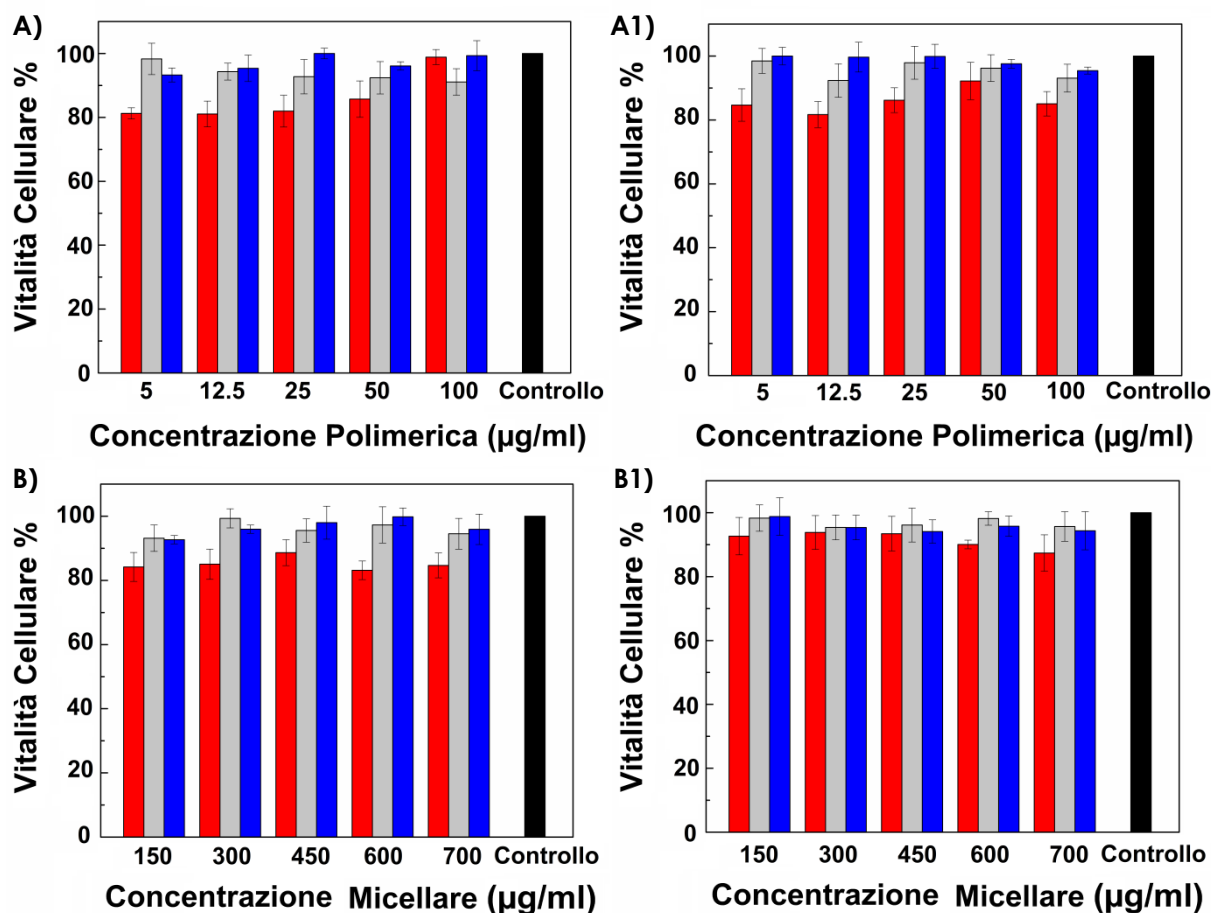 A)
Vitalità Cellulare %
100
80
60
40
20
0
5 12.5 25 50 100 Controllo
Concentrazione Polimerica (µg/ml)
A1)
Vitalità Cellulare %
100
80
60
40
20
0
5 12.5 25 50 100 Controllo
Concentrazione Polimerica (µg/ml)
B)
Vitalità Cellulare %
100
80
60
40
20
0
150 300 450 600 700 Controllo
Concentrazione Micellare (µg/ml)
B1)
Vitalità Cellulare %
100
80
60
40
20
0
150 300 450 600 700 Controllo
Concentrazione Micellare (µg/ml)